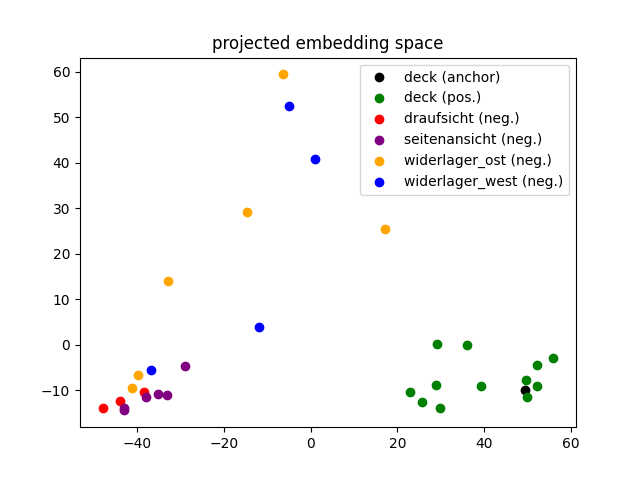 projected embedding space
60
50
40
30
20
10
0
−10
−40
−20
0
20
40
60
deck (anchor)
deck (pos.)
draufsicht (neg.)
seitenansicht (neg.)
widerlager_ost (neg.)
widerlager_west (neg.)